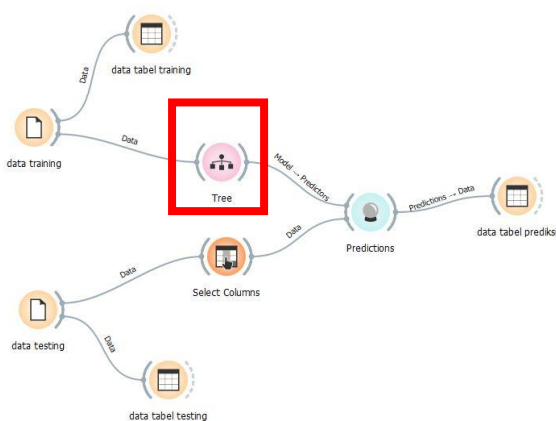 data tabel training
Data
data training
Data
Tree
Model → Predictors
Predictions
Predictions → Data
data tabel prediksi
Data
Select Columns
Data
data testing
Data
data tabel testing